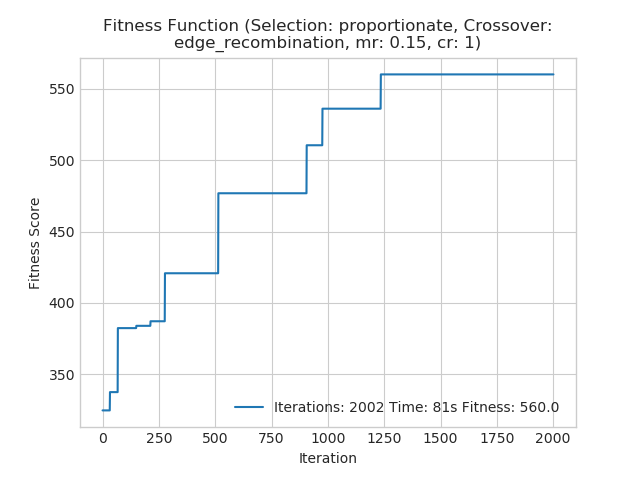 Fitness Function (Selection: proportionate, Crossover:
edge_recombination, mr: 0.15, cr: 1)
550
500
450
400
350
Fitness Score
Iterations: 2002 Time: 81s Fitness: 560.0
0 250 500 750 1000 1250 1500 1750 2000
Iteration